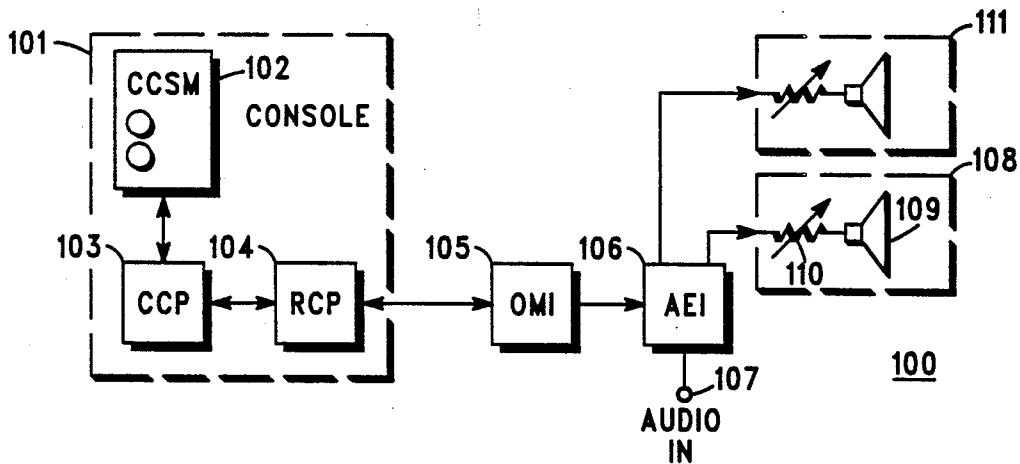 101
CCSM
102
CONSOLE
103
CCP
104
RCP
105
OMI
106
AEI
107
AUDIO
IN
111
108
109
110
100